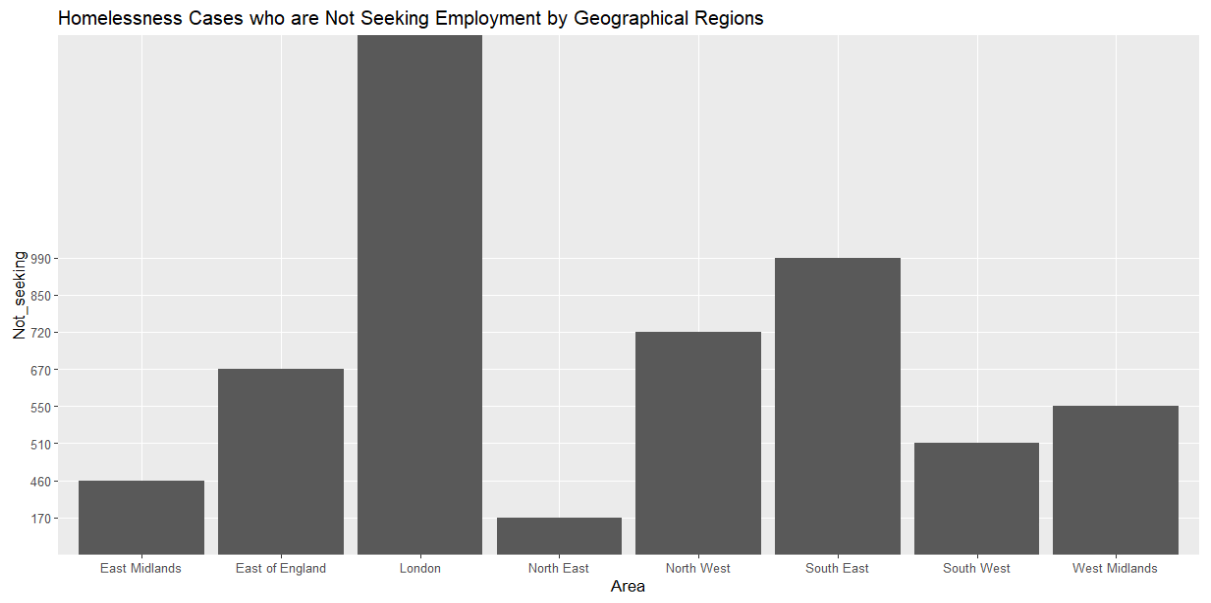 Homelessness Cases who are Not Seeking Employment by Geographical Regions
Not_seeking
990
850
720
670
550
510
460
170
East Midlands East of England London North East North West South East South West West Midlands
Area